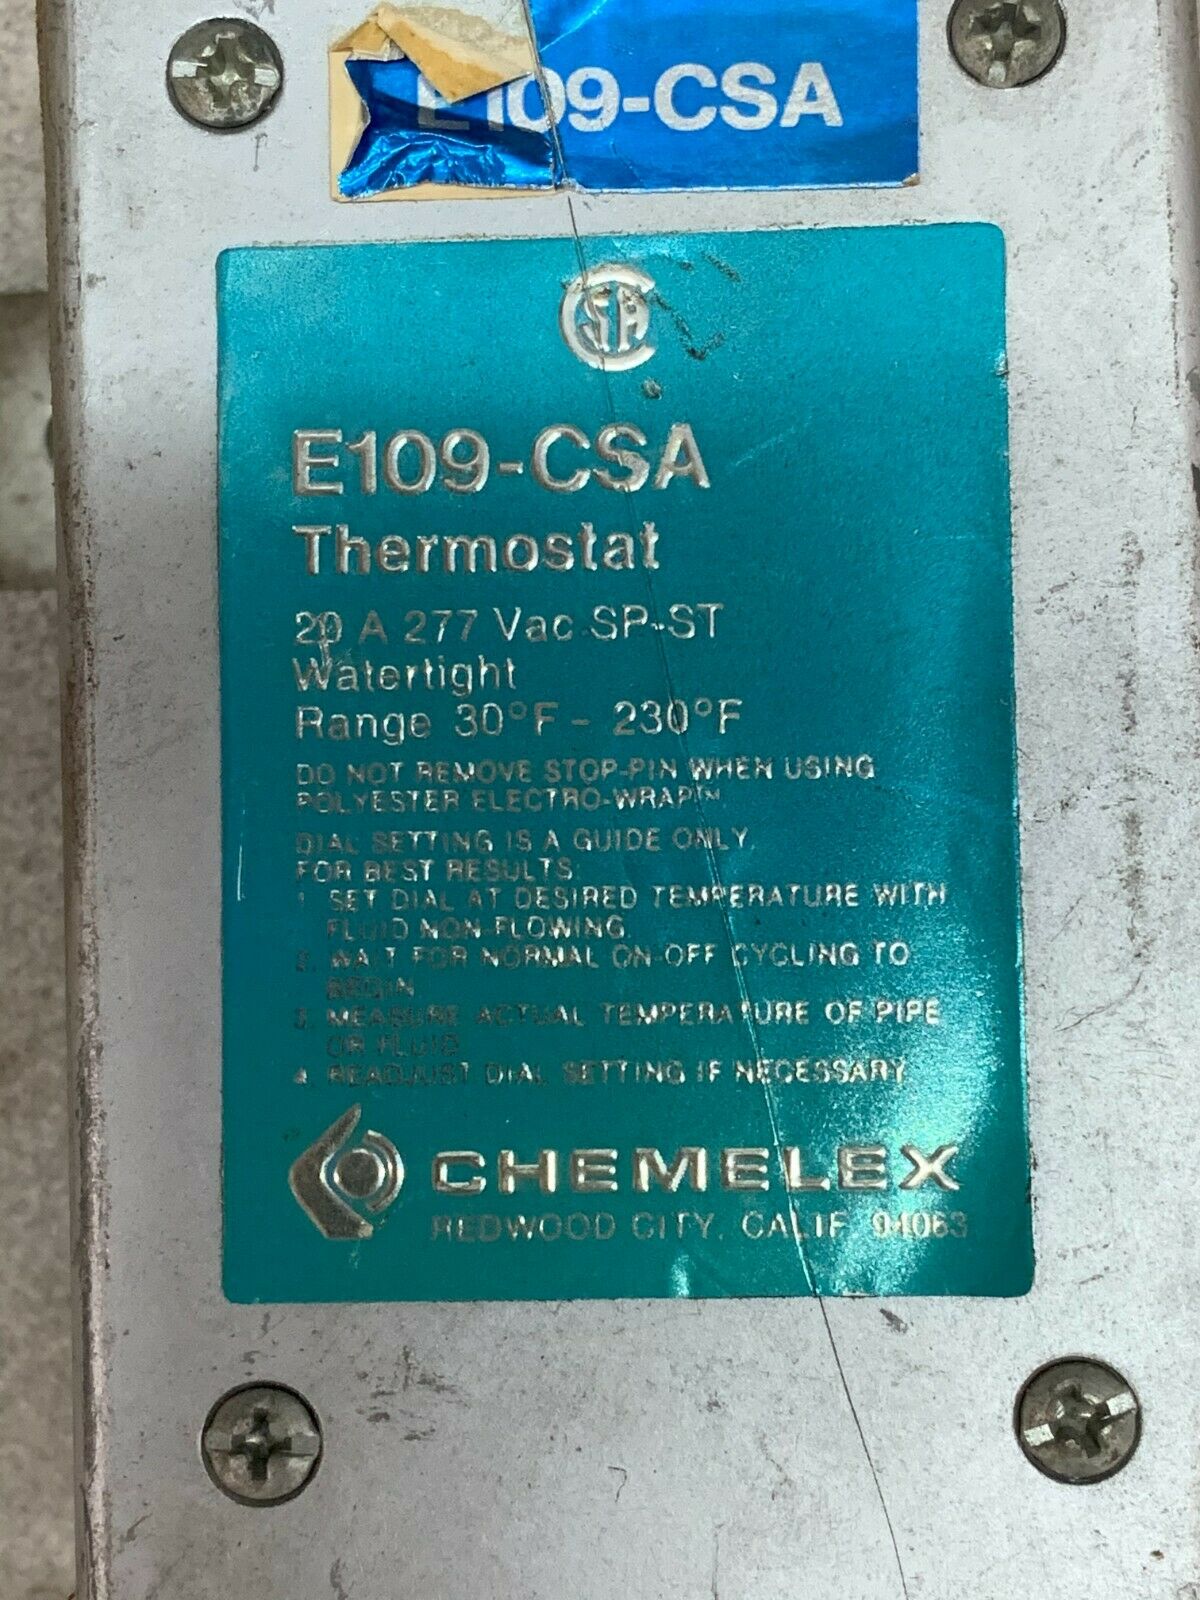 E109-CSA
CSA
E109-CSA
Thermostat
20 A 277 Vac SP-ST
Watertight
Range 30°F - 230°F
DO NOT REMOVE STOP-PIN WHEN USING
POLYESTER ELECTRO-WRAP™
DIAL SETTING IS A GUIDE ONLY.
FOR BEST RESULTS:
1. SET DIAL AT DESIRED TEMPERATURE WITH
FLUID NON-FLOWING.
2. WAIT FOR NORMAL ON-OFF CYCLING TO
BEGIN
3. MEASURE ACTUAL TEMPERATURE OF PIPE
OR FLUID
4. READJUST DIAL SETTING IF NECESSARY.
CHEMELEX
REDWOOD CITY, CALIF. 94063